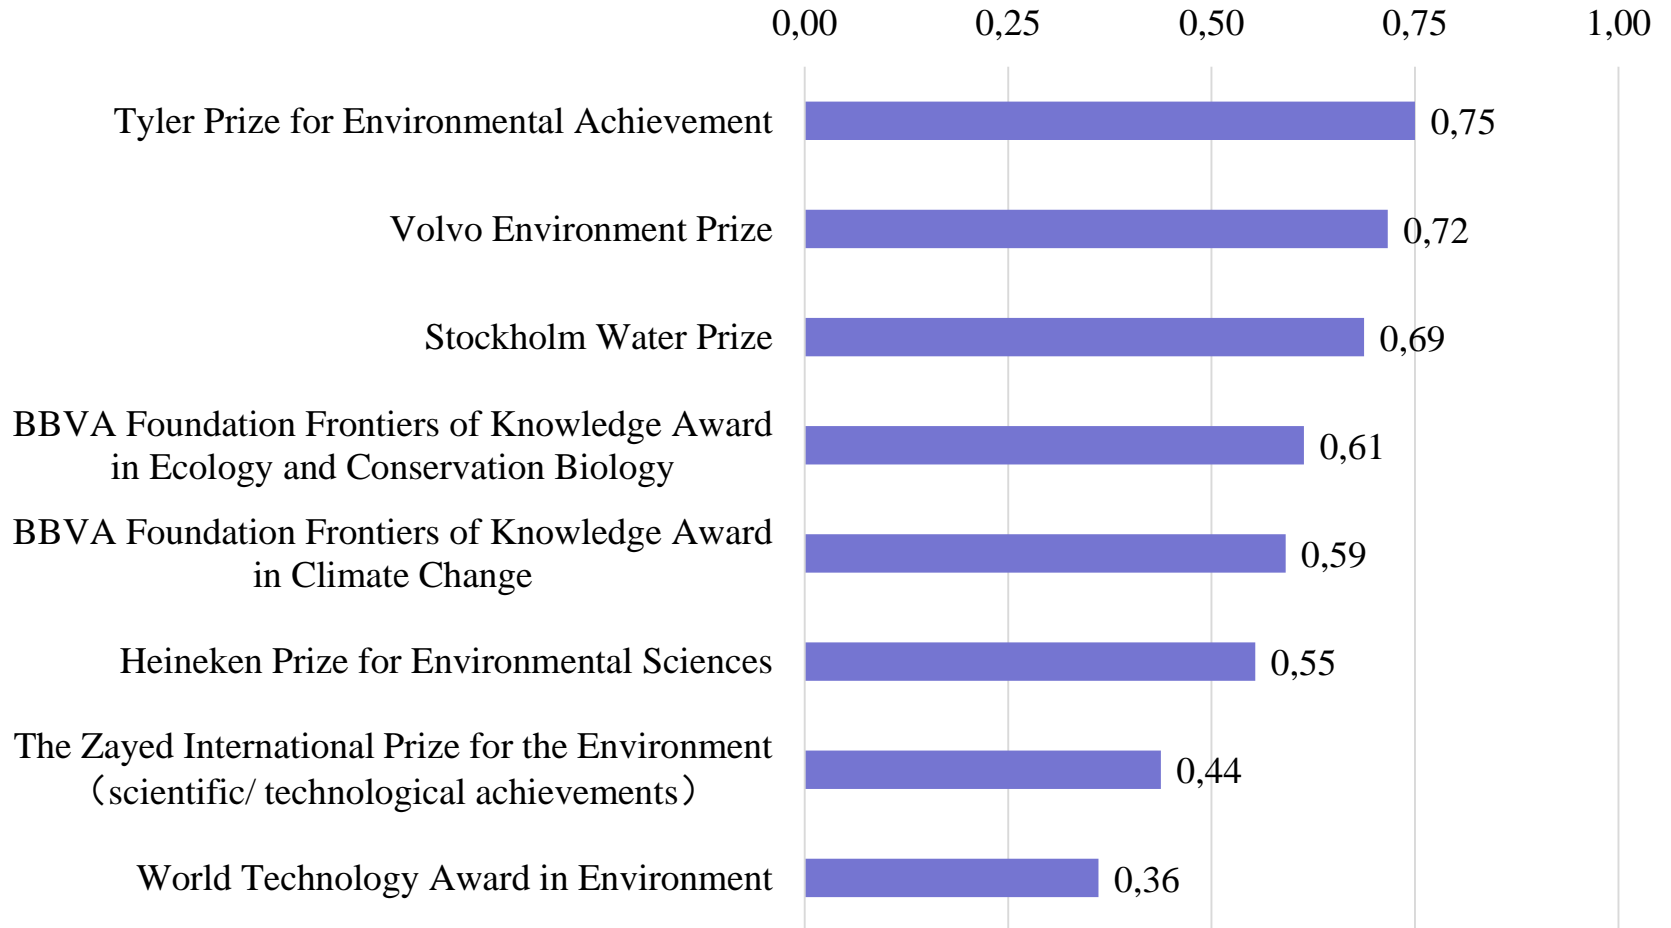 0,00 0,25 0,50 0,75 1,00
Tyler Prize for Environmental Achievement 0,75
Volvo Environment Prize 0,72
Stockholm Water Prize 0,69
BBVA Foundation Frontiers of Knowledge Award
in Ecology and Conservation Biology 0,61
BBVA Foundation Frontiers of Knowledge Award
in Climate Change 0,59
Heineken Prize for Environmental Sciences 0,55
The Zayed International Prize for the Environment
（scientific/ technological achievements） 0,44
World Technology Award in Environment 0,36